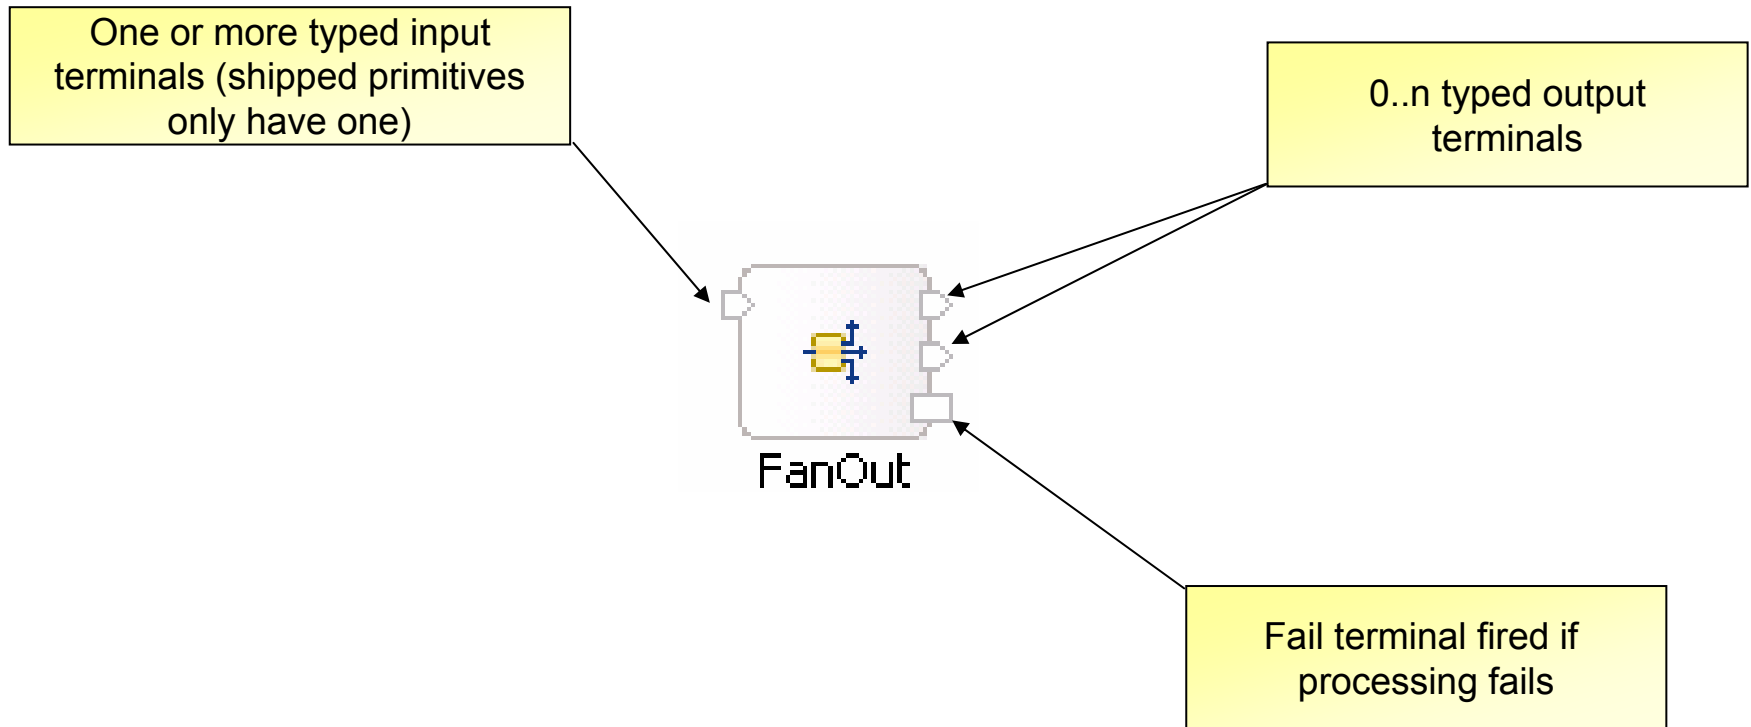 One or more typed input
terminals (shipped primitives
only have one)
0..n typed output
terminals
FanOut
Fail terminal fired if
processing fails